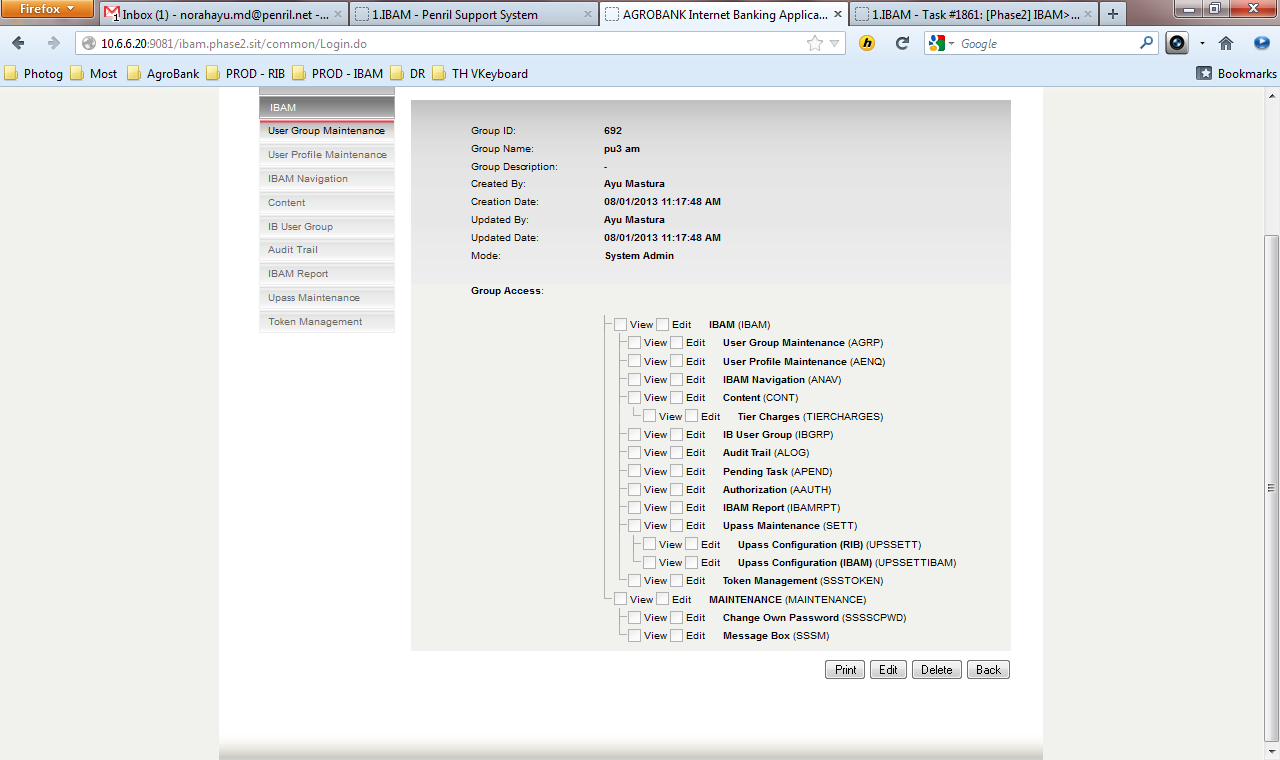 Firefox
1 Inbox (1) - norahayu.md@penril.net -...
1.IBAM - Penril Support System
AGROBANK Internet Banking Applica...
1.IBAM - Task #1861: [Phase2] IBAM>...
10.6.6.20:9081/ibam.phase2.sit/common/Login.do
Google
Photog
Most
AgroBank
PROD - RIB
PROD - IBAM
DR
TH VKeyboard
Bookmarks
IBAM
User Group Maintenance
User Profile Maintenance
IBAM Navigation
Content
IB User Group
Audit Trail
IBAM Report
Upass Maintenance
Token Management
Group ID: 692
Group Name: pu3 am
Group Description: -
Created By: Ayu Mastura
Creation Date: 08/01/2013 11:17:48 AM
Updated By: Ayu Mastura
Updated Date: 08/01/2013 11:17:48 AM
Mode: System Admin
Group Access:
View Edit IBAM (IBAM)
View Edit User Group Maintenance (AGRP)
View Edit User Profile Maintenance (AENQ)
View Edit IBAM Navigation (ANAV)
View Edit Content (CONT)
View Edit Tier Charges (TIERCHARGES)
View Edit IB User Group (IBGRP)
View Edit Audit Trail (ALOG)
View Edit Pending Task (APEND)
View Edit Authorization (AAUTH)
View Edit IBAM Report (IBAMRPT)
View Edit Upass Maintenance (SETT)
View Edit Upass Configuration (RIB) (UPSSETT)
View Edit Upass Configuration (IBAM) (UPSSETTIBAM)
View Edit Token Management (SSSTOKEN)
View Edit MAINTENANCE (MAINTENANCE)
View Edit Change Own Password (SSSSCPWD)
View Edit Message Box (SSSM)
Print Edit Delete Back